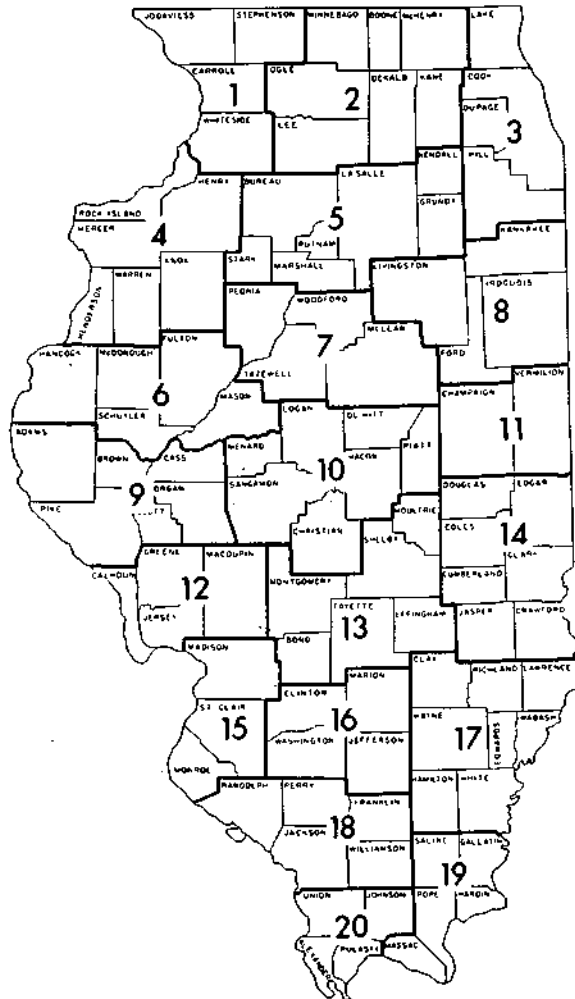 JODAVIESS STEPHENSON WINNEBAGO BOONE McHENRY LAKE
CARROLL OGLE DEKALB KANE COOK
1 2 DUPAGE
WHITESIDE LEE 3
KENDALL WILL
HENRY BUREAU LA SALLE
ROCK ISLAND 4 5 GRUNDY
MERCER PUTNAM KANKAKEE
KNOX STARK MARSHALL LIVINGSTON
WARREN PEORIA WOODFORD IROQUOIS
HENDERSON 8
HANCOCK McDONOUGH FULTON 7 McLEAN FORD
6 TAZEWELL VERMILION
SCHUYLER MASON LOGAN DE WITT CHAMPAIGN
ADAMS 11
BROWN CASS MENARD 10 MACON PIATT
9 MORGAN SANGAMON DOUGLAS EDGAR
PIKE SCOTT MOULTRIE
CHRISTIAN SHELBY COLES 14
GREENE MACOUPIN CLARK
CALHOUN MONTGOMERY CUMBERLAND
12 FAYETTE EFFINGHAM JASPER CRAWFORD
JERSEY 13
MADISON BOND CLAY
MARION RICHLAND LAWRENCE
ST. CLAIR CLINTON
15 16 WAYNE 17 EDWARDS WABASH
WASHINGTON JEFFERSON
MONROE
RANDOLPH PERRY HAMILTON WHITE
FRANKLIN
JACKSON 18 SALINE GALLATIN
WILLIAMSON 19
UNION JOHNSON POPE HARDIN
20
ALEXANDER PULASKI MASSAC